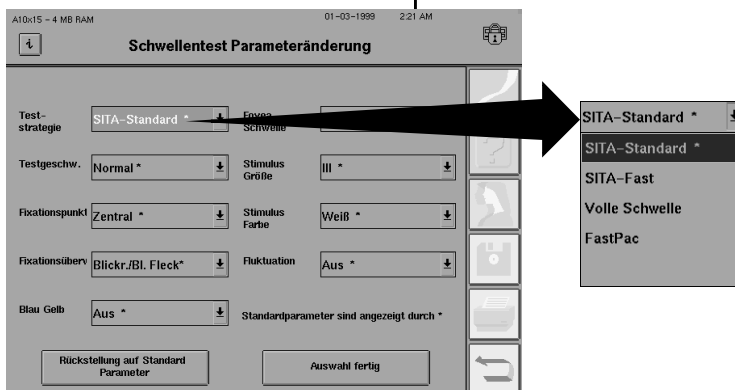 A10x15 - 4 MB RAM
01-03-1999 2:21 AM
i
Schwellentest Parameteränderung
Test-
strategie
SITA-Standard *
Fovea
Schwelle
Testgeschw.
Normal *
Stimulus
Größe
III *
Fixationspunkt
Zentral *
Stimulus
Farbe
Weiß *
Fixationsüberv
Blickr./Bl. Fleck*
Fluktuation
Aus *
Blau Gelb
Aus *
Standardparameter sind angezeigt durch *
Rückstellung auf Standard
Parameter
Auswahl fertig
SITA-Standard *
SITA-Standard *
SITA-Fast
Volle Schwelle
FastPac